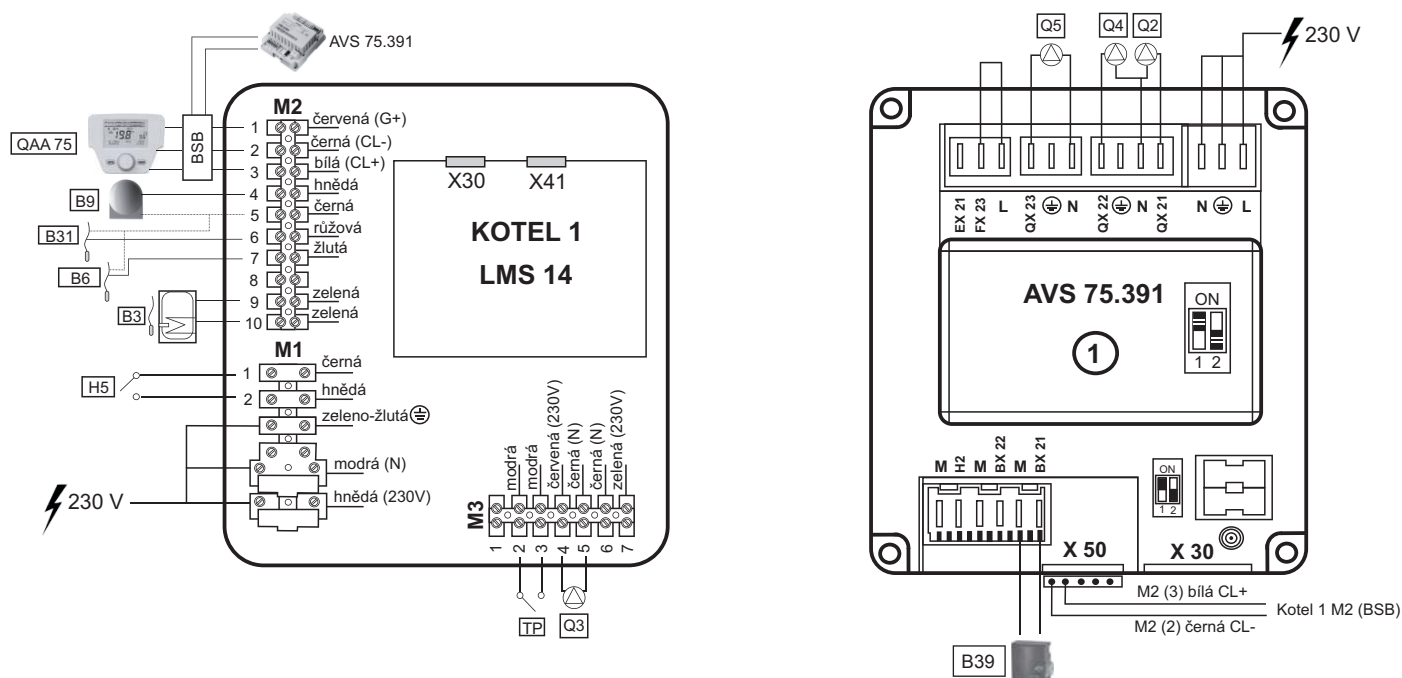 AVS 75.391
QAA 75
BSB
B9
B31
B6
B3
H5
230 V
M2
1 červená (G+)
2 černá (CL-)
3 bílá (CL+)
4 hnědá
5 černá
6 růžová
7 žlutá
8
9 zelená
10 zelená
M1
1 černá
2 hnědá
zeleno-žlutá
modrá (N)
hnědá (230V)
X30 X41
KOTEL 1
LMS 14
M3
modrá
modrá
červená (230V)
černá (N)
černá (N)
zelená (230V)
1 2 3 4 5 6 7
TP Q3
Q5 Q4 Q2
230 V
EX 21
FX 23
L
QX 23
N
QX 22
N
QX 21
N L
AVS 75.391
1
ON
1 2
M
H2
M
BX 22
M
BX 21
ON
1 2
X 50 X 30
M2 (3) bílá CL+
Kotel 1 M2 (BSB)
M2 (2) černá CL-
B39